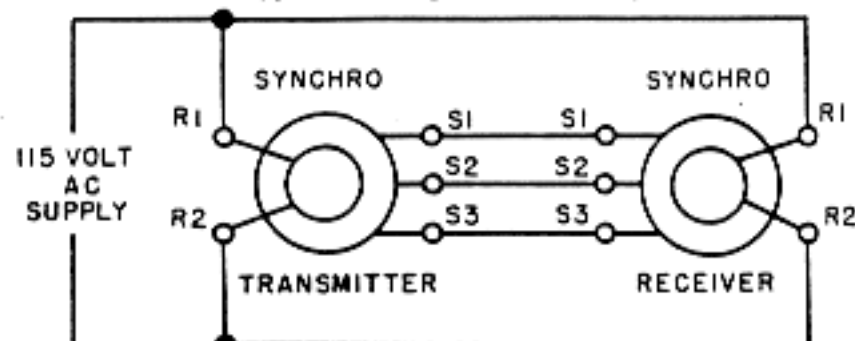 SYNCHRO
SYNCHRO
R1
S1
S1
R1
115 VOLT
AC
SUPPLY
S2
S2
R2
S3
S3
R2
TRANSMITTER
RECEIVER